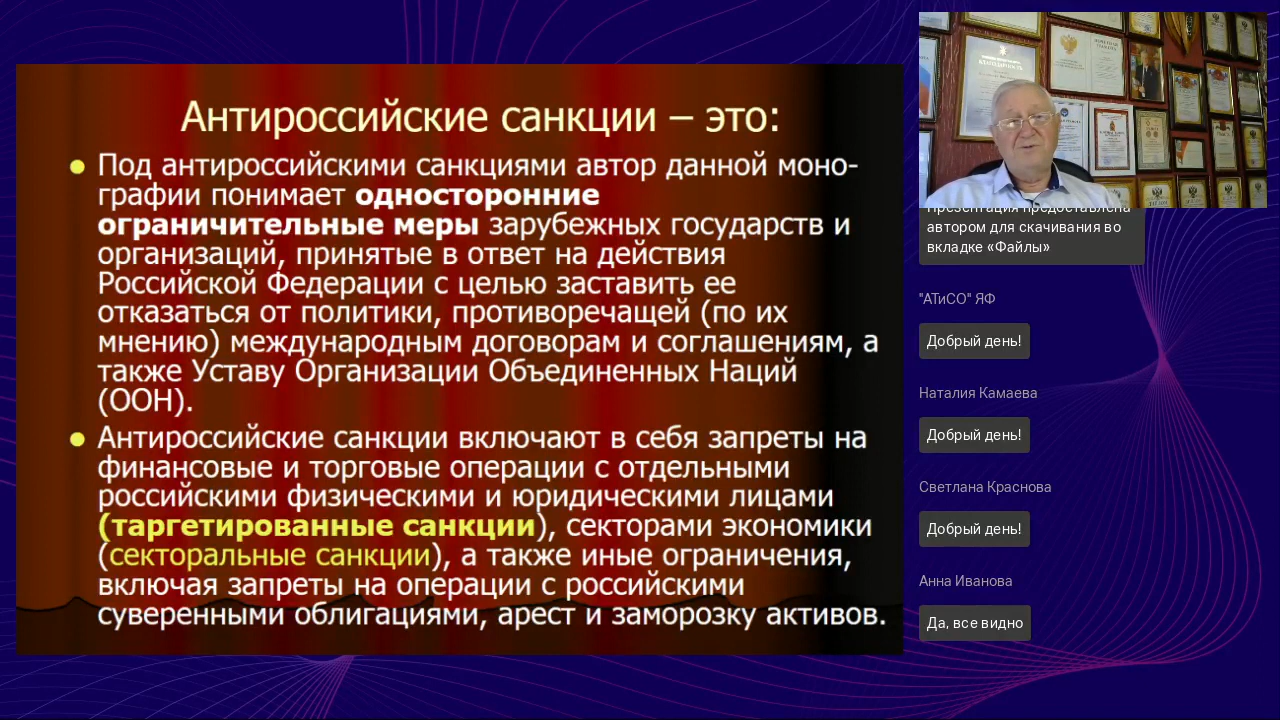 Антироссийские санкции – это:
Под антироссийскими санкциями автор данной моно-
графии понимает односторонние
ограничительные меры зарубежных государств и
организаций, принятые в ответ на действия
Российской Федерации с целью заставить ее
отказаться от политики, противоречащей (по их
мнению) международным договорам и соглашениям, а
также Уставу Организации Объединенных Наций
(ООН).
Антироссийские санкции включают в себя запреты на
финансовые и торговые операции с отдельными
российскими физическими и юридическими лицами
(таргетированные санкции), секторами экономики
(секторальные санкции), а также иные ограничения,
включая запреты на операции с российскими
суверенными облигациями, арест и заморозку активов.
Презентация предоставлена
автором для скачивания во
вкладке «Файлы»
"АТиСО" ЯФ
Добрый день!
Наталия Камаева
Добрый день!
Светлана Краснова
Добрый день!
Анна Иванова
Да, все видно